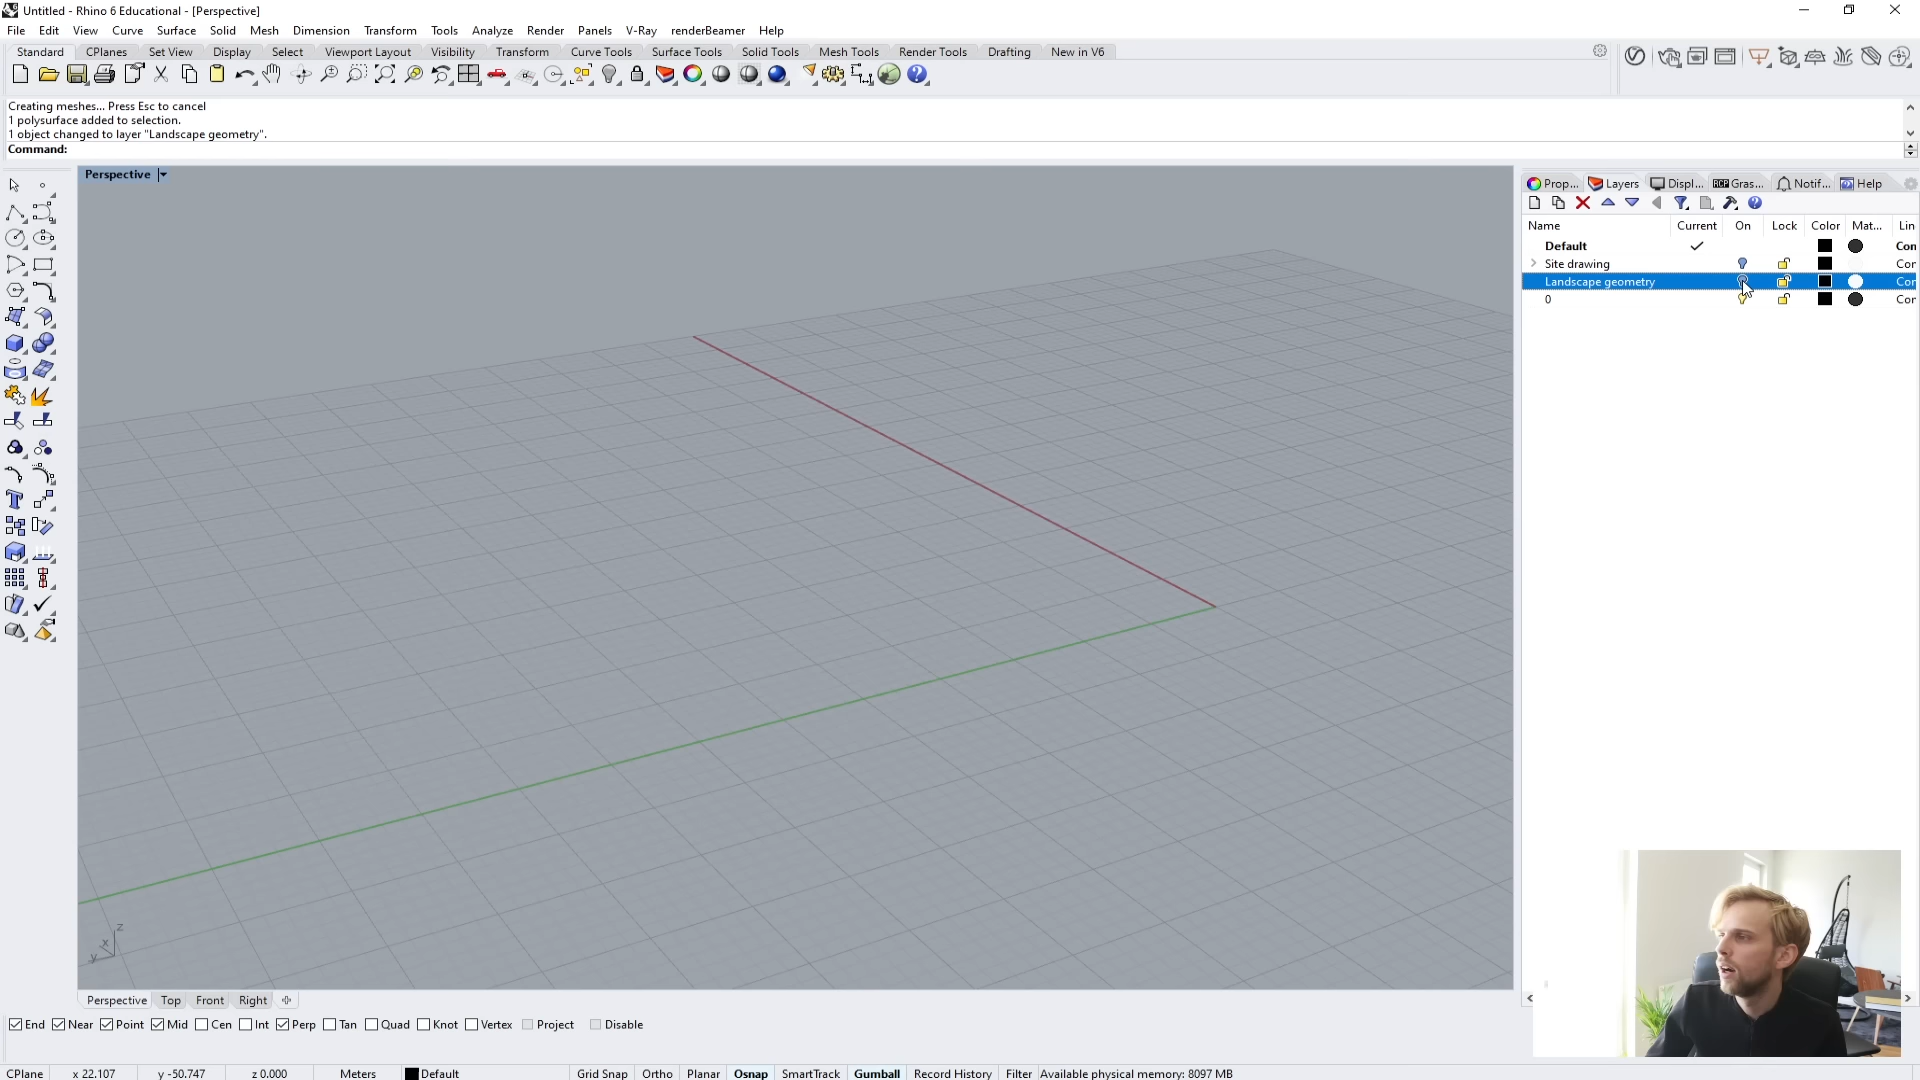 Untitled - Rhino 6 Educational - [Perspective]
File Edit View Curve Surface Solid Mesh Dimension Transform Tools Analyze Render Panels V-Ray renderBeamer Help
Standard CPlanes Set View Display Select Viewport Layout Visibility Transform Curve Tools Surface Tools Solid Tools Mesh Tools Render Tools Drafting New in V6
Creating meshes... Press Esc to cancel
1 polysurface added to selection.
1 object changed to layer "Landscape geometry".
Command:
Perspective
Prop... Layers Displ... Gras... Notif... Help
Name Current On Lock Color Mat... Lin
Default Con
Site drawing Cor
Landscape geometry Cor
0 Cor
z
x
y
Perspective Top Front Right
End Near Point Mid Cen Int Perp Tan Quad Knot Vertex Project Disable
CPlane x 22.107 y -50.747 z 0.000 Meters Default Grid Snap Ortho Planar Osnap SmartTrack Gumball Record History Filter Available physical memory: 8097 MB